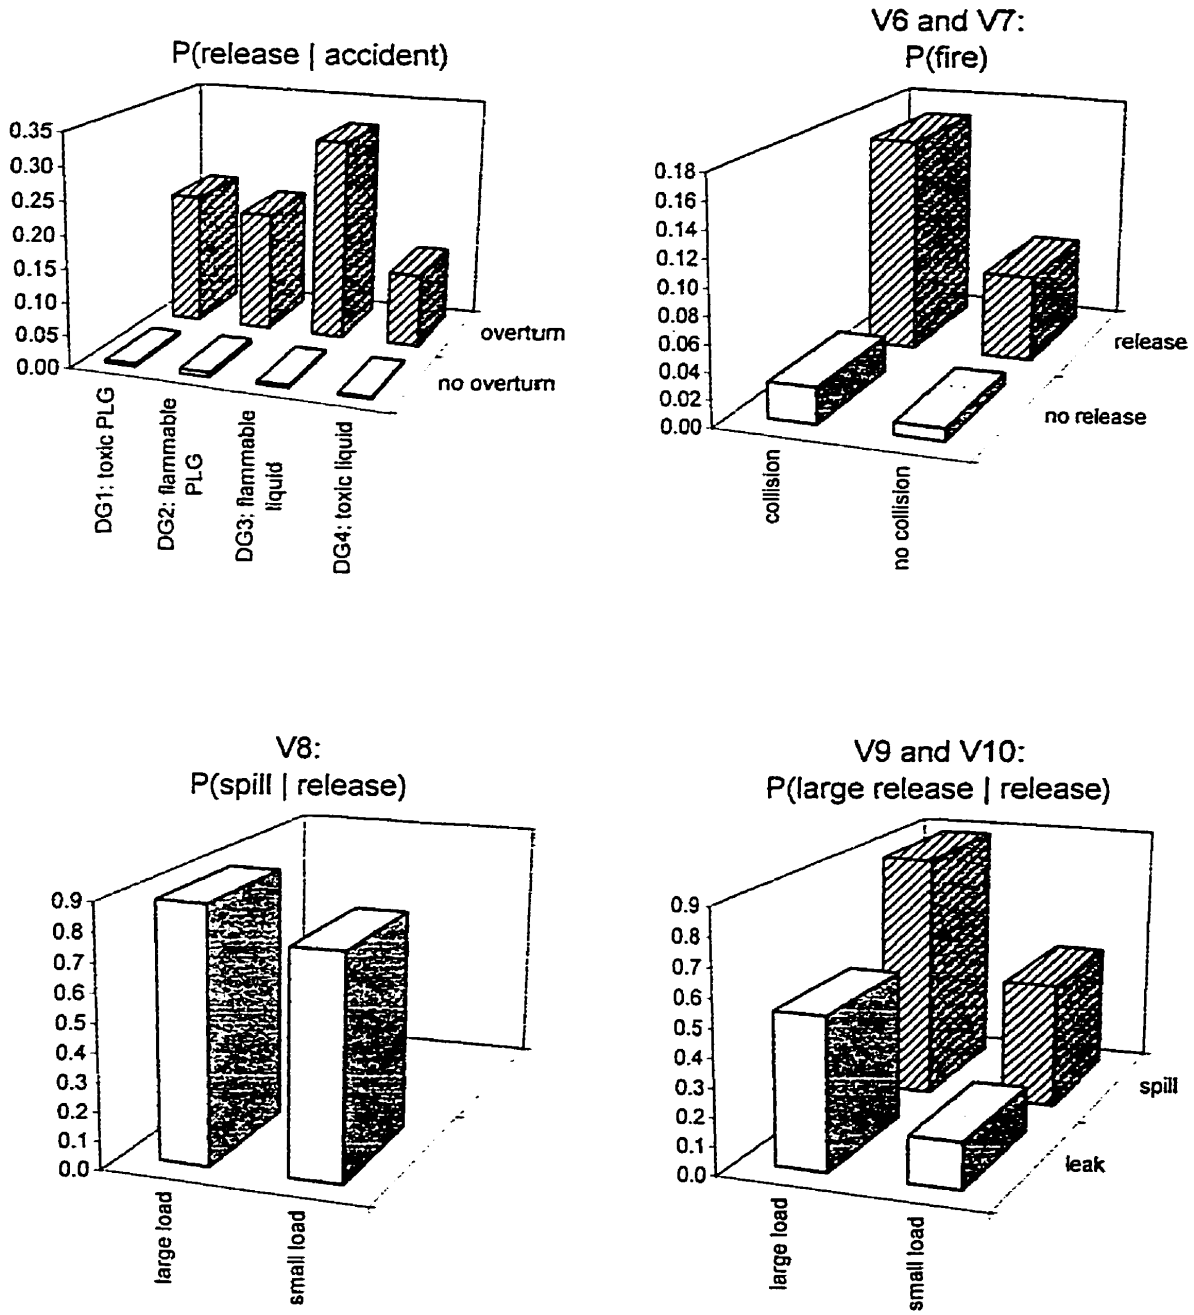 P(release | accident)
0.35
0.30
0.25
0.20
0.15
0.10
0.05
0.00
overturn
no overturn
DG1: toxic PLG
DG2: flammable
PLG
DG3: flammable
liquid
DG4: toxic liquid
V6 and V7:
P(fire)
0.18
0.16
0.14
0.12
0.10
0.08
0.06
0.04
0.02
0.00
release
no release
collision
no collision
V8:
P(spill | release)
0.9
0.8
0.7
0.6
0.5
0.4
0.3
0.2
0.1
0.0
large load
small load
V9 and V10:
P(large release | release)
0.9
0.8
0.7
0.6
0.5
0.4
0.3
0.2
0.1
0.0
spill
leak
large load
small load